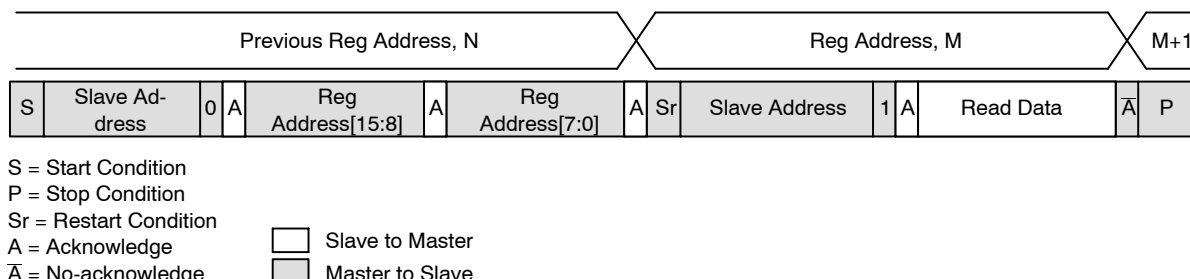 Previous Reg Address, N
Reg Address, M
M+1
S
Slave Ad-
dress
0
A
Reg
Address[15:8]
A
Reg
Address[7:0]
A
Sr
Slave Address
1
A
Read Data
A̅
P
S = Start Condition
P = Stop Condition
Sr = Restart Condition
A = Acknowledge
A̅ = No-acknowledge
Slave to Master
Master to Slave